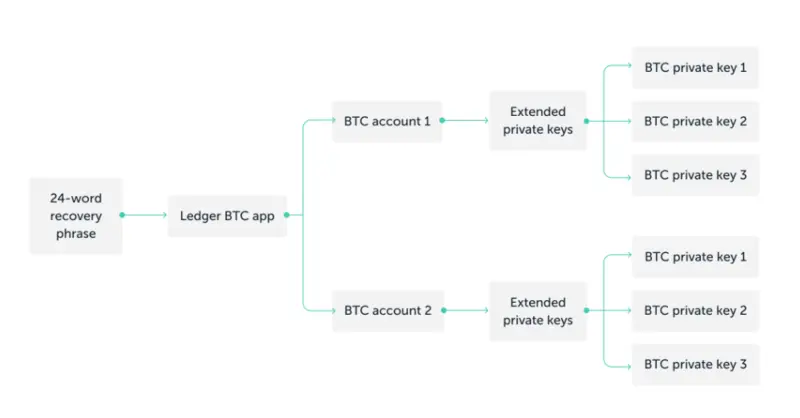 24-word
recovery
phrase
Ledger BTC app
BTC account 1
Extended
private keys
BTC private key 1
BTC private key 2
BTC private key 3
BTC account 2
Extended
private keys
BTC private key 1
BTC private key 2
BTC private key 3